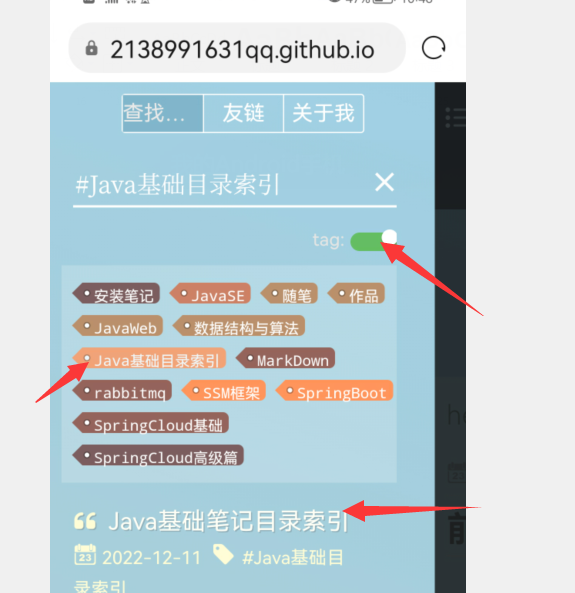 2138991631qq.github.io
查找... 友链 关于我
#Java基础目录索引
tag:
安装笔记 JavaSE 随笔 作品
JavaWeb 数据结构与算法
Java基础目录索引 MarkDown
rabbitmq SSM框架 SpringBoot
SpringCloud基础
SpringCloud高级篇
Java基础笔记目录索引
23 2022-12-11 #Java基础目
录索引
he